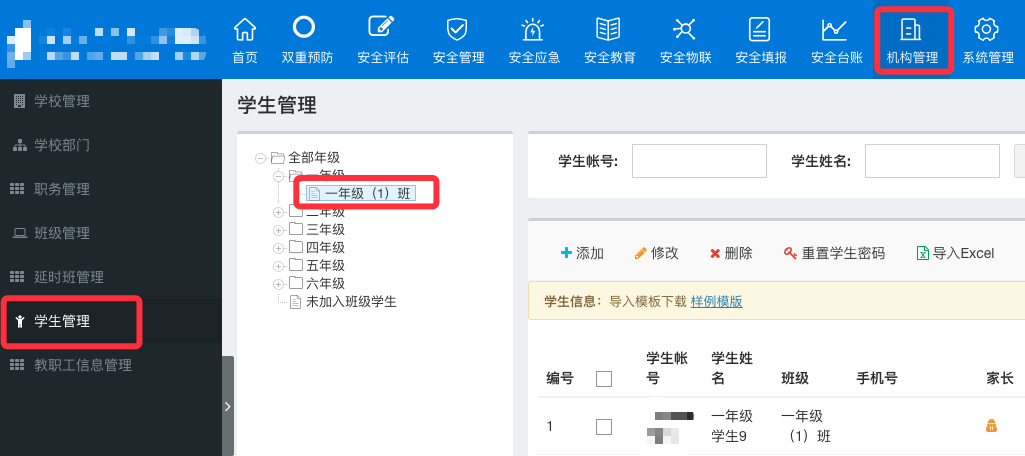 首页 双重预防 安全评估 安全管理 安全应急 安全教育 安全物联 安全填报 安全台账 机构管理 系统管理
学校管理
学校部门
职务管理
班级管理
延时班管理
学生管理
教职工信息管理
学生管理
全部年级
一年级
一年级（1）班
二年级
三年级
四年级
五年级
六年级
未加入班级学生
学生帐号: 学生姓名:
添加 修改 删除 重置学生密码 导入Excel
学生信息: 导入模板下载 样例模版
编号 学生帐号 学生姓名 班级 手机号 家长
1 一年级学生9 一年级（1）班